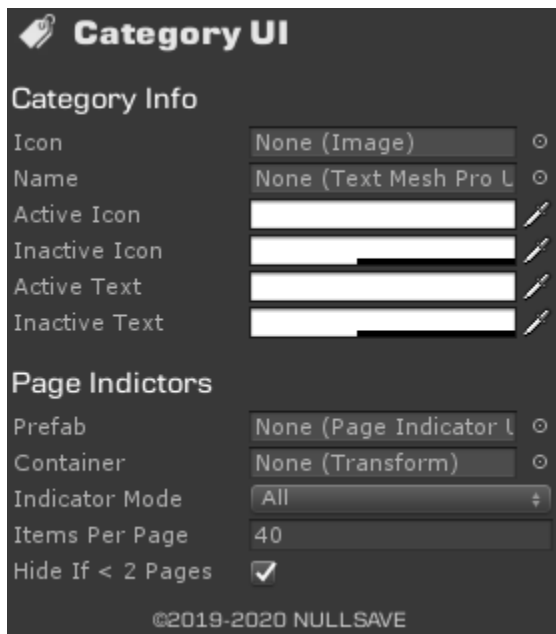 Category UI
Category Info
Icon None (Image)
Name None (Text Mesh Pro U
Active Icon
Inactive Icon
Active Text
Inactive Text
Page Indictors
Prefab None (Page Indicator U
Container None (Transform)
Indicator Mode All
Items Per Page 40
Hide If < 2 Pages
©2019-2020 NULLSAVE